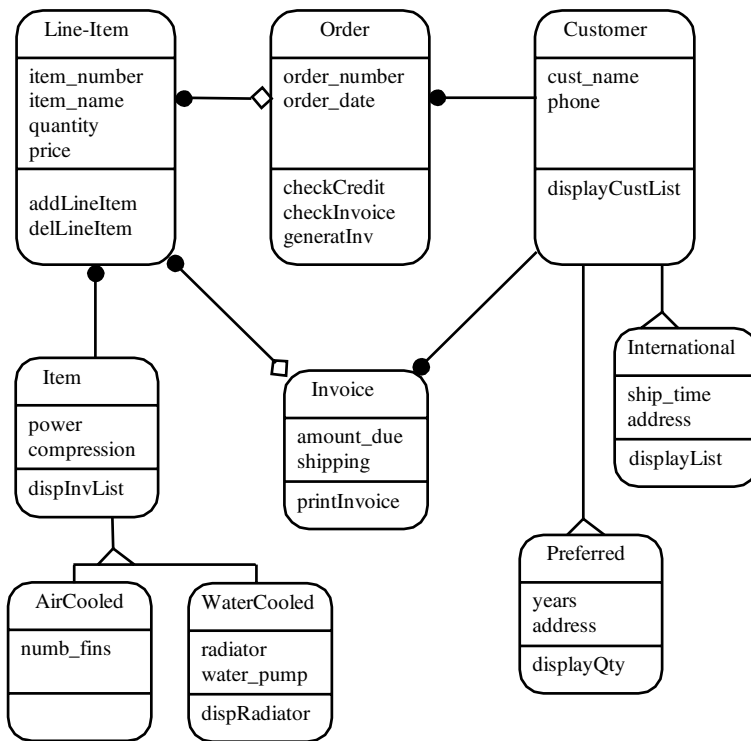 Line-Item
item_number
item_name
quantity
price
addLineItem
delLineItem
Order
order_number
order_date
checkCredit
checkInvoice
generatInv
Customer
cust_name
phone
displayCustList
Item
power
compression
dispInvList
Invoice
amount_due
shipping
printInvoice
International
ship_time
address
displayList
AirCooled
numb_fins
WaterCooled
radiator
water_pump
dispRadiator
Preferred
years
address
displayQty